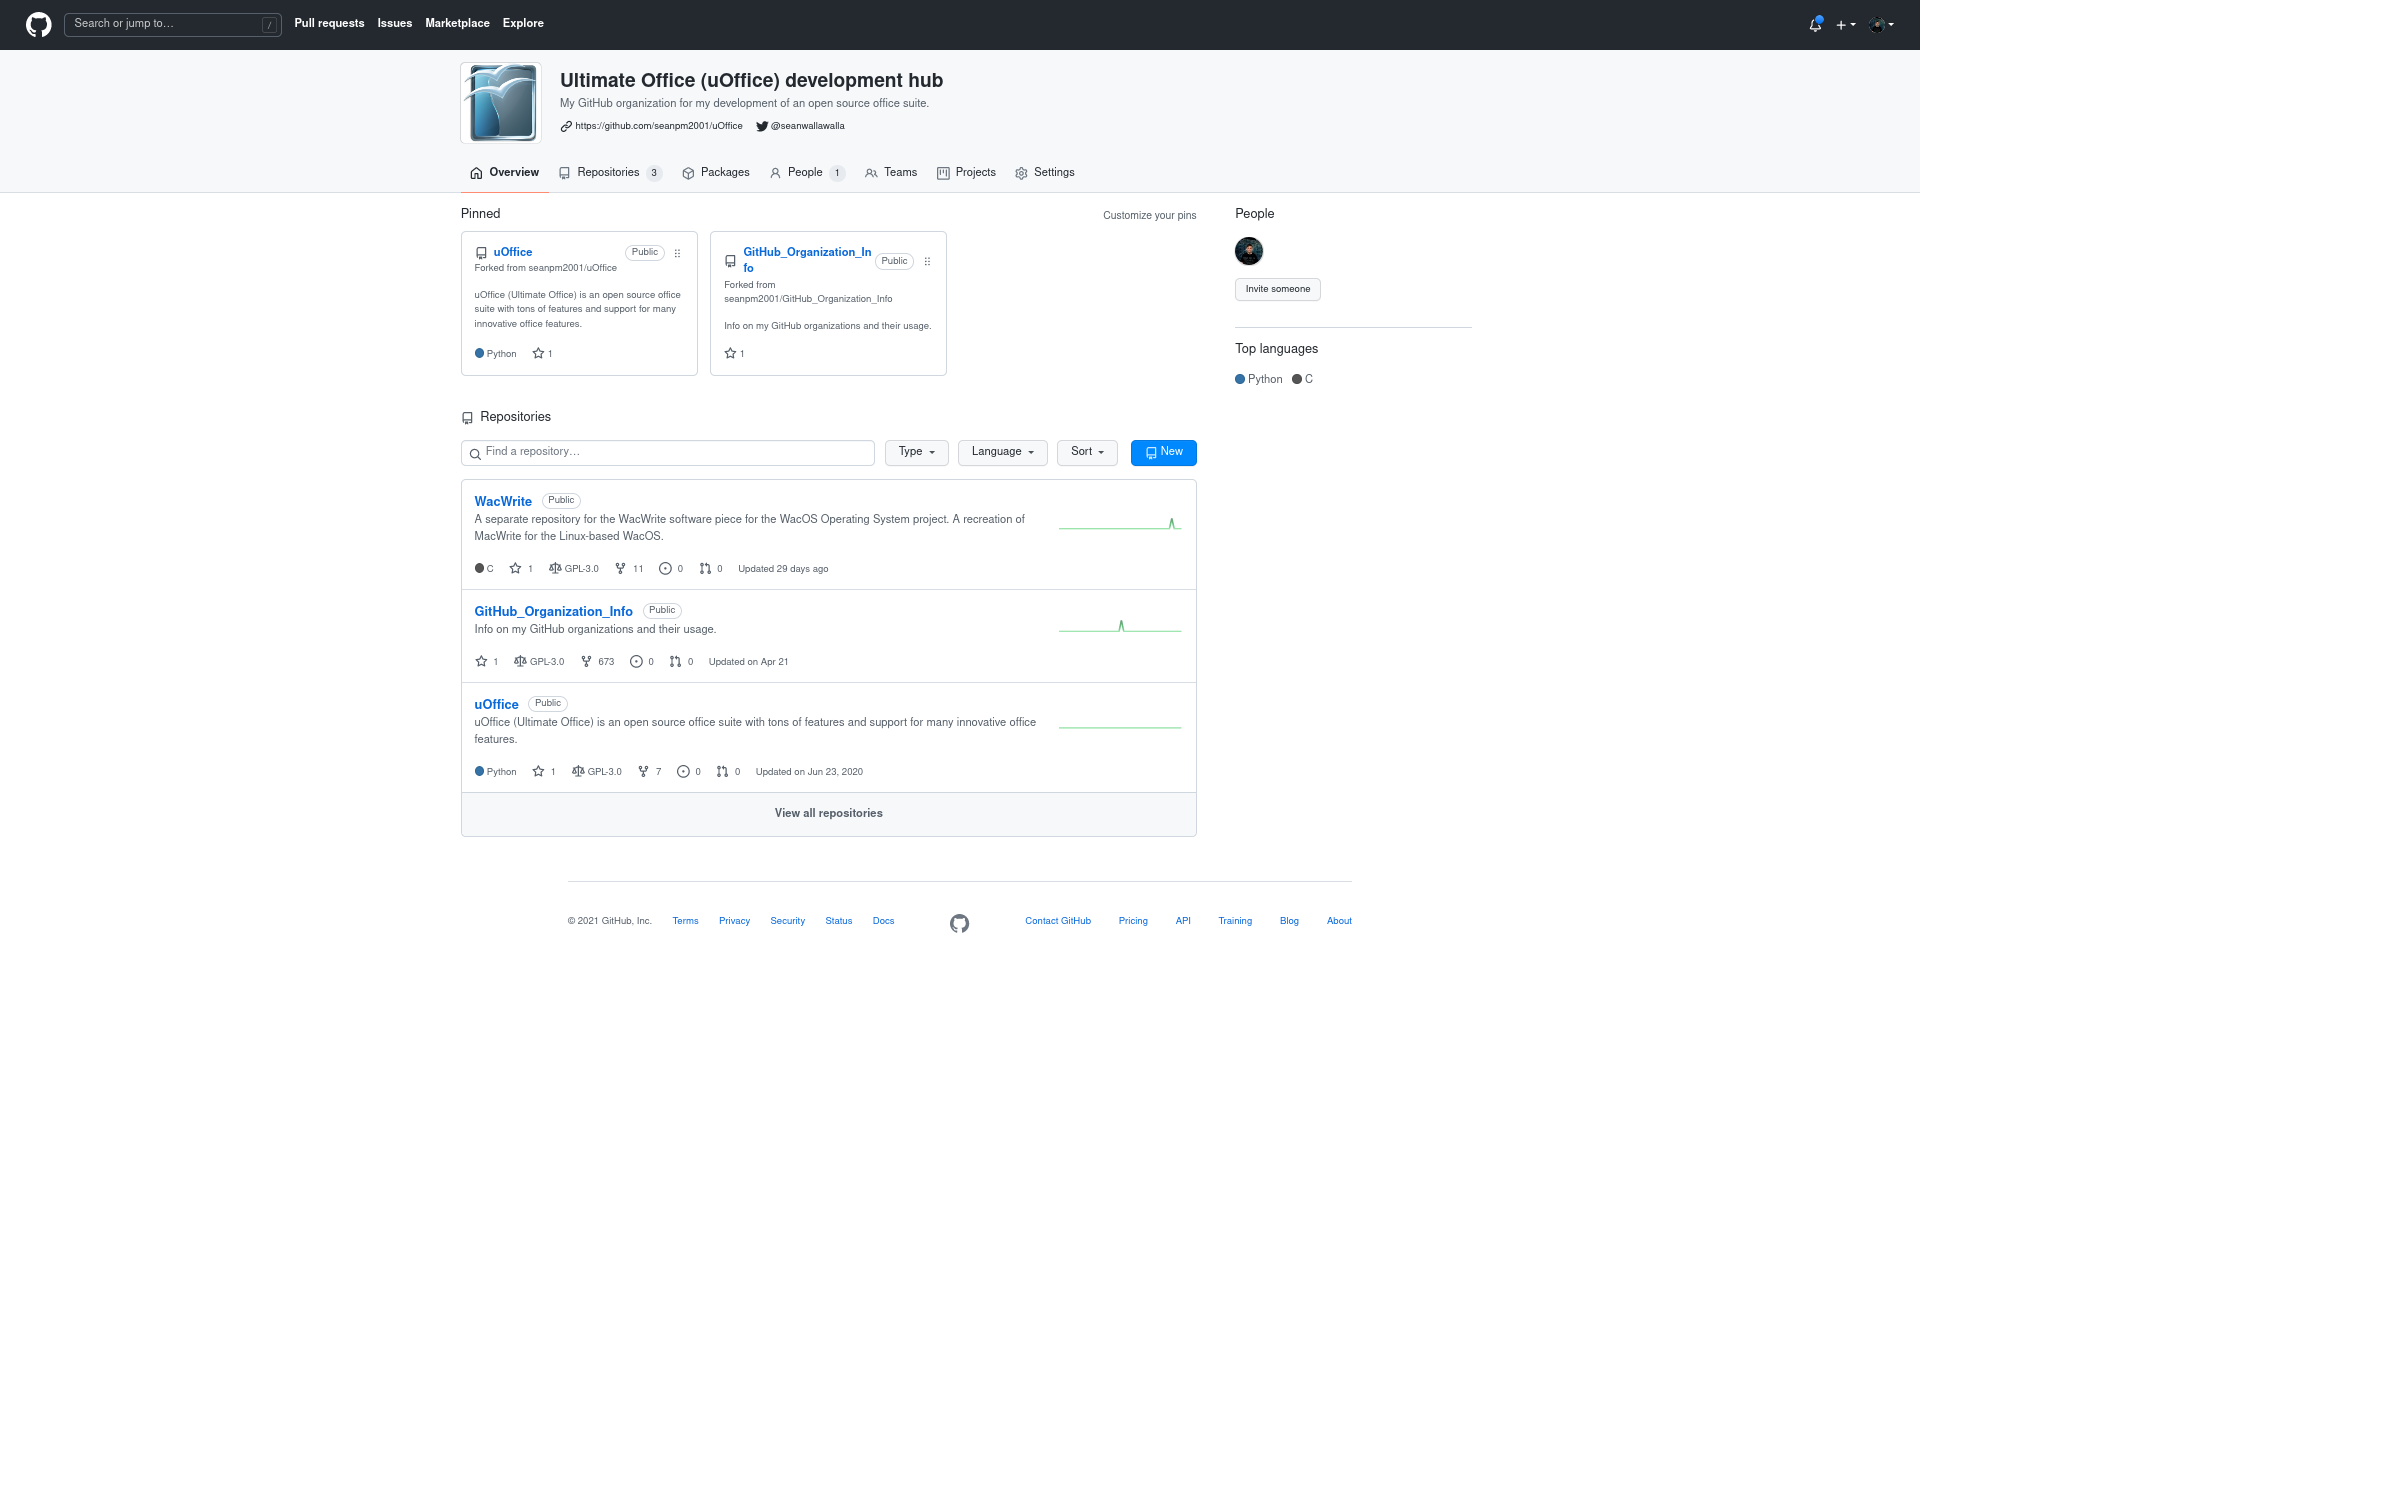 Search or jump to… /
Pull requests Issues Marketplace Explore
Ultimate Office (uOffice) development hub
My GitHub organization for my development of an open source office suite.
https://github.com/seanpm2001/uOffice @seanwallawalla
Overview Repositories 3 Packages People 1 Teams Projects Settings
Pinned
Customize your pins
uOffice Public
Forked from seanpm2001/uOffice
uOffice (Ultimate Office) is an open source office
suite with tons of features and support for many
innovative office features.
Python 1
GitHub_Organization_In
fo
Public
Forked from
seanpm2001/GitHub_Organization_Info
Info on my GitHub organizations and their usage.
1
People
Invite someone
Top languages
Python C
Repositories
Find a repository…
Type Language Sort New
WacWrite Public
A separate repository for the WacWrite software piece for the WacOS Operating System project. A recreation of
MacWrite for the Linux-based WacOS.
C 1 GPL-3.0 11 0 0 Updated 29 days ago
GitHub_Organization_Info Public
Info on my GitHub organizations and their usage.
1 GPL-3.0 673 0 0 Updated on Apr 21
uOffice Public
uOffice (Ultimate Office) is an open source office suite with tons of features and support for many innovative office
features.
Python 1 GPL-3.0 7 0 0 Updated on Jun 23, 2020
View all repositories
© 2021 GitHub, Inc. Terms Privacy Security Status Docs Contact GitHub Pricing API Training Blog About